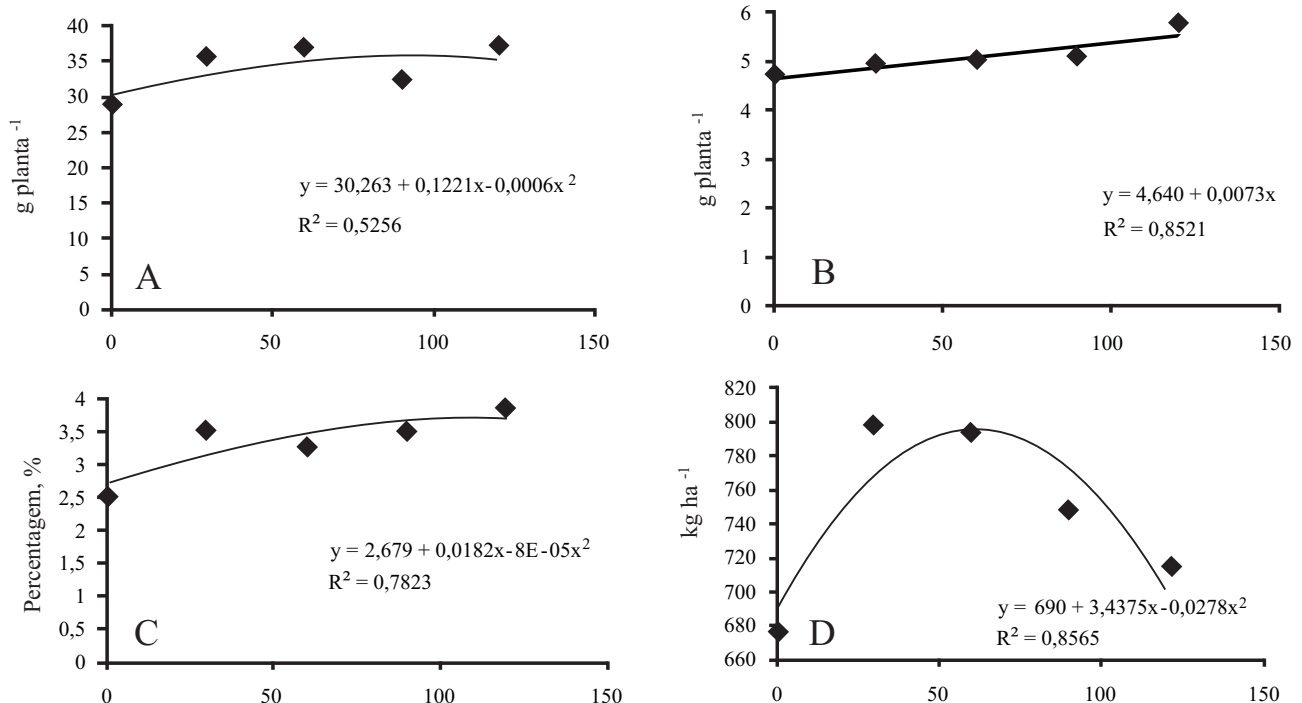 40
35
30
25
20
15
10
5
0
g planta -1
y = 30,263 + 0,1221x-0,0006x 2
R2 = 0,5256
A
0 50 100 150
6
5
4
3
2
1
0
g planta -1
y = 4,640 + 0,0073x
R2 = 0,8521
B
0 50 100 150
4
3,5
3
2,5
2
1,5
1
0,5
0
Percentagem, %
y = 2,679 + 0,0182x-8E-05x2
R2 = 0,7823
C
0 50 100 150
820
800
780
760
740
720
700
680
660
kg ha -1
y = 690 + 3,4375x-0,0278x2
R2 = 0,8565
D
0 50 100 150